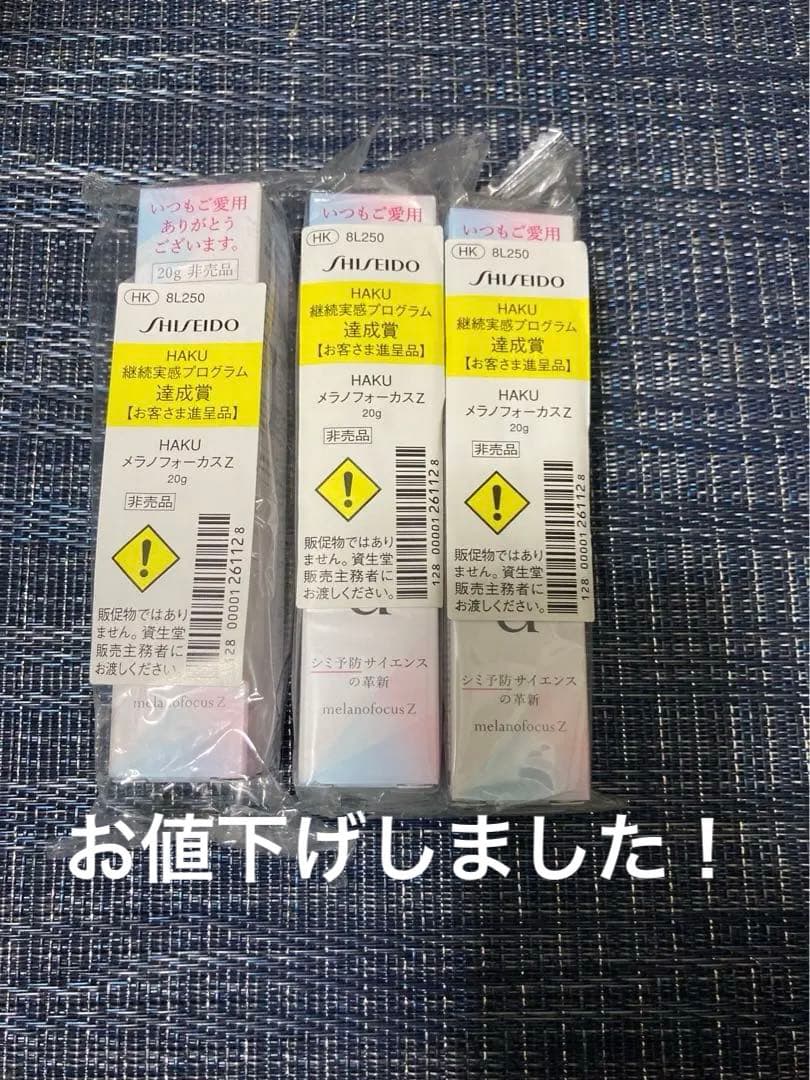 いつもご愛用
ありがとう
ございます。
20g 非売品
HK 8L250
SHISEIDO
HAKU
継続実感プログラム
達成賞
【お客さま進呈品】
HAKU
メラノフォーカスZ
20g
非売品
販促物ではあり
ません。資生堂
販売主務者に
お渡しください。
128 00001261128
melanofocus Z
いつもご愛用
HK 8L250
SHISEIDO
HAKU
継続実感プログラム
達成賞
【お客さま進呈品】
HAKU
メラノフォーカスZ
20g
非売品
販促物ではあり
ません。資生堂
販売主務者に
お渡しください。
128 00001261128
シミ予防サイエンス
の革新
melanofocus Z
いつもご愛用
HK 8L250
SHISEIDO
HAKU
継続実感プログラム
達成賞
【お客さま進呈品】
HAKU
メラノフォーカスZ
20g
非売品
販促物ではあり
ません。資生堂
販売主務者に
お渡しください。
128 00001261128
シミ予防サイエンス
の革新
melanofocus Z
お値下げしました！